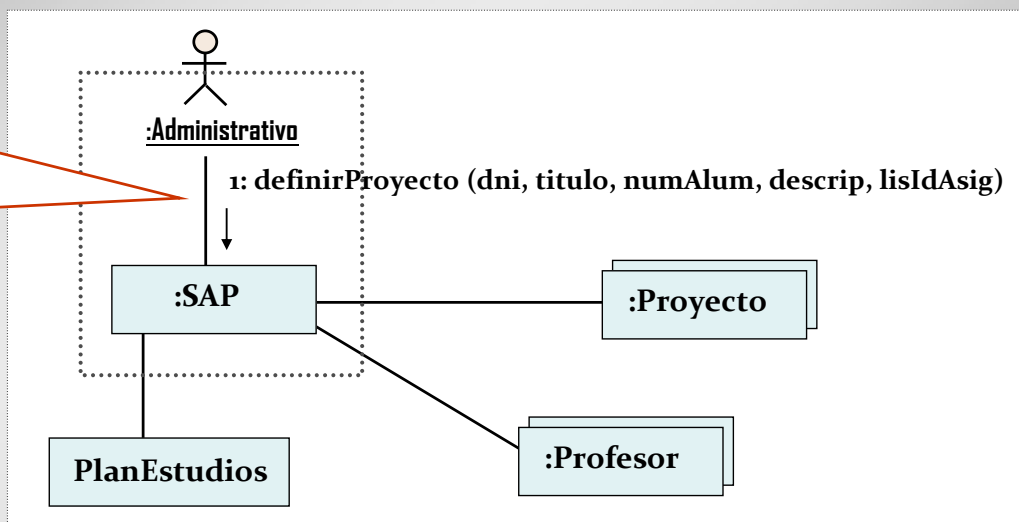 :Administrativo
1: definirProyecto (dni, titulo, numAlum, descrip, lisIdAsig)
:SAP
:Proyecto
:Profesor
PlanEstudios